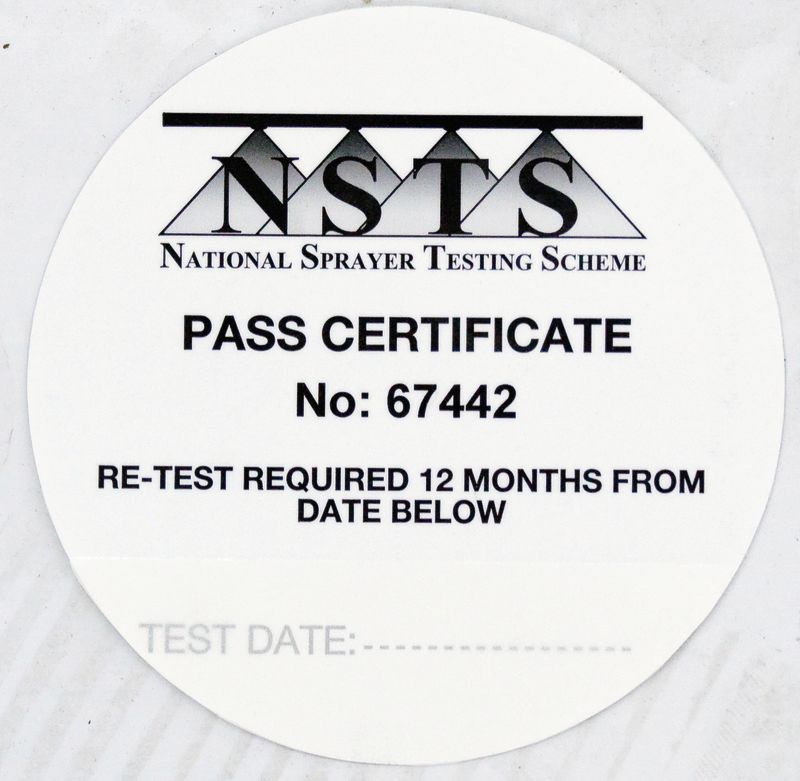 NSTS
NATIONAL SPRAYER TESTING SCHEME
PASS CERTIFICATE
No: 67442
RE-TEST REQUIRED 12 MONTHS FROM
DATE BELOW
TEST DATE:------------------